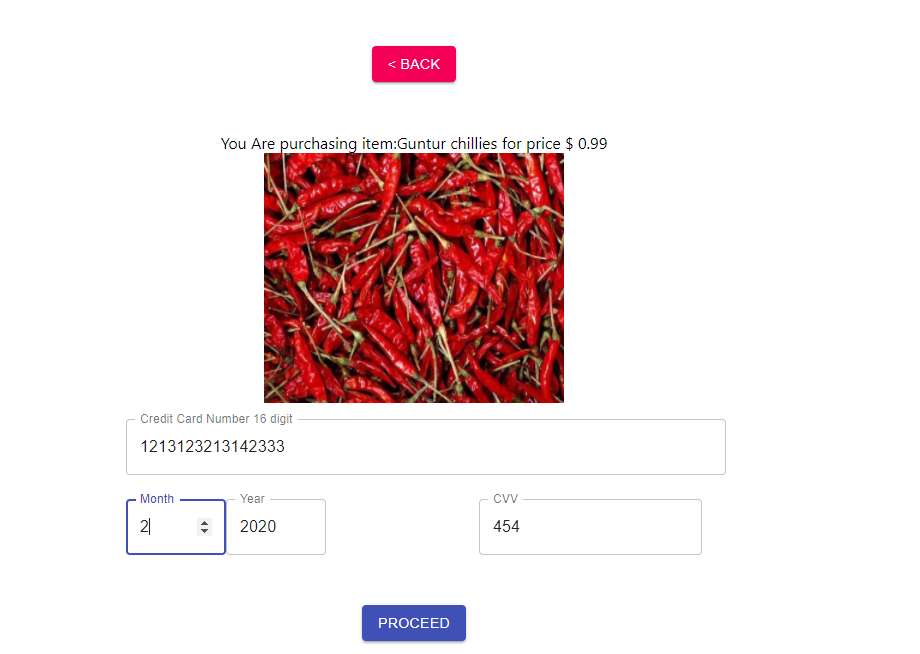 < BACK
You Are purchasing item:Guntur chillies for price $ 0.99
Credit Card Number 16 digit
1213123213142333
Month Year CVV
2 2020 454
PROCEED